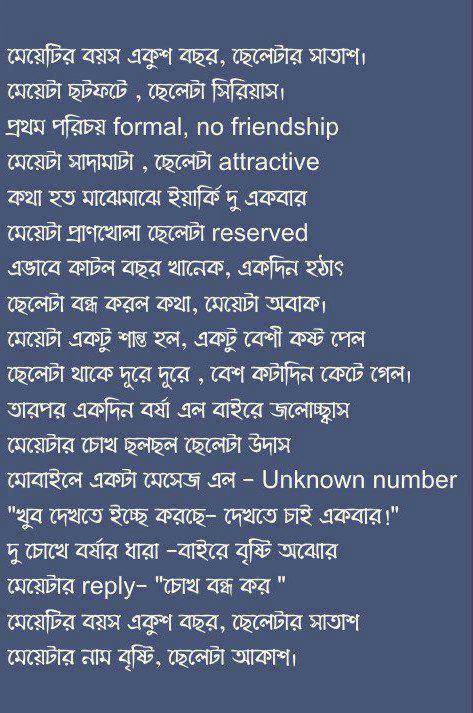 মেয়েটির বয়স একুশ বছর, ছেলেটার সাতাশ।
মেয়েটা ছটফটে , ছেলেটা সিরিয়াস।
প্রথম পরিচয় formal, no friendship
মেয়েটা সাদামাটা , ছেলেটা attractive
কথা হত মাঝেমাঝে ইয়ার্কি দু একবার
মেয়েটা প্রাণখোলা ছেলেটা reserved
এভাবে কাটল বছর খানেক, একদিন হঠাৎ
ছেলেটা বন্ধ করল কথা, মেয়েটা অবাক।
মেয়েটা একটু শান্ত হল, একটু বেশী কষ্ট পেল
ছেলেটা থাকে দূরে দূরে , বেশ কটাদিন কেটে গেল।
তারপর একদিন বর্ষা এল বাইরে জলোচ্ছ্বাস
মেয়েটার চোখ ছলছল ছেলেটা উদাস
মোবাইলে একটা মেসেজ এল - Unknown number
"খুব দেখতে ইচ্ছে করছে- দেখতে চাই একবার!"
দু চোখে বর্ষার ধারা -বাইরে বৃষ্টি অঝোর
মেয়েটার reply- "চোখ বন্ধ কর "
মেয়েটির বয়স একুশ বছর, ছেলেটার সাতাশ
মেয়েটার নাম বৃষ্টি, ছেলেটা আকাশ।